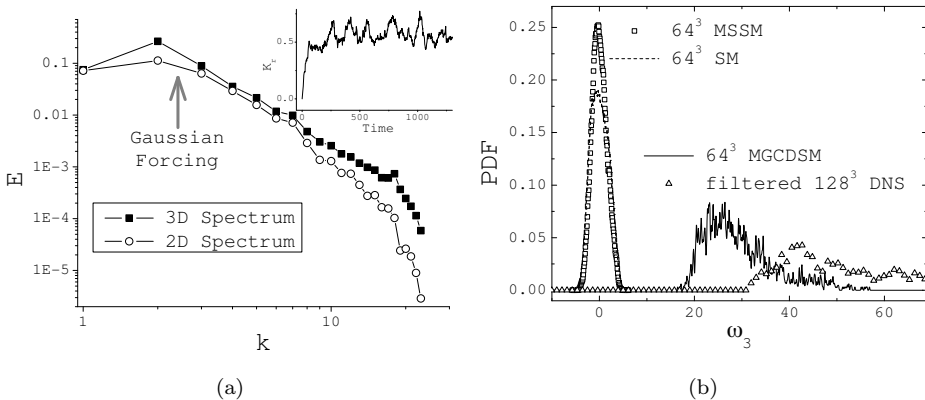 0.1
0.01
1E-3
1E-4
1E-5
E
1
10
k
Gaussian
Forcing
3D Spectrum
2D Spectrum
0.5
0.0
K_ε
0
500
1000
Time
(a)
0.25
0.20
0.15
0.10
0.05
0.00
PDF
0
20
40
60
ω₃
64³ MSSM
64³ SM
64³ MGCDSM
filtered 128³ DNS
(b)